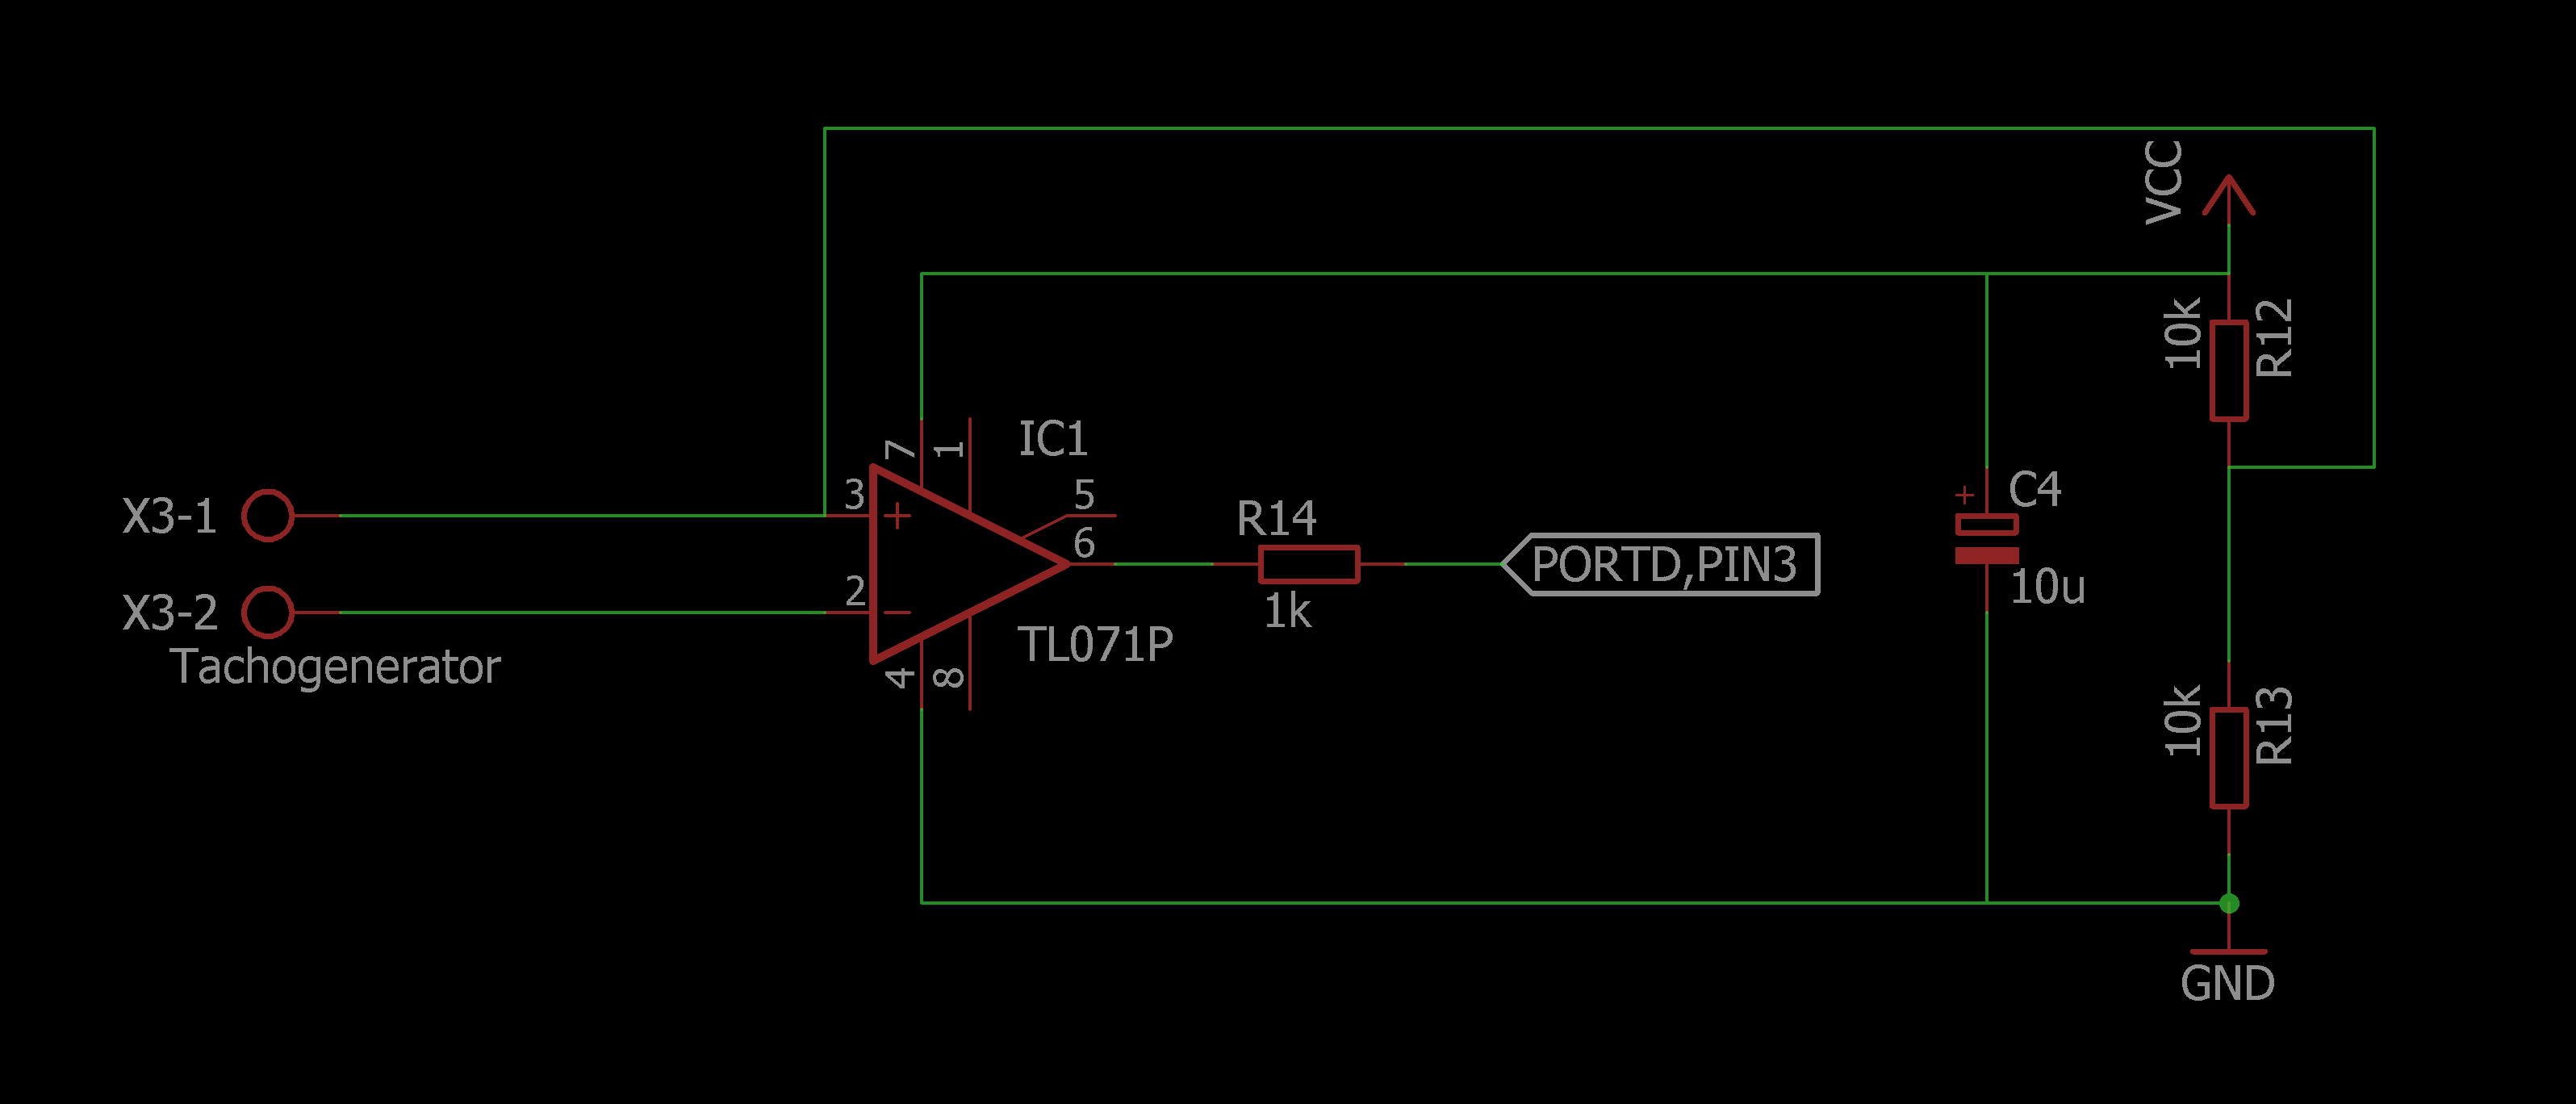 VCC
10k
R12
IC1
7
1
C4
3
5
X3-1
+
+
R14
6
PORTD,PIN3
2
10u
X3-2
-
1k
Tachogenerator
TL071P
4
8
10k
R13
GND